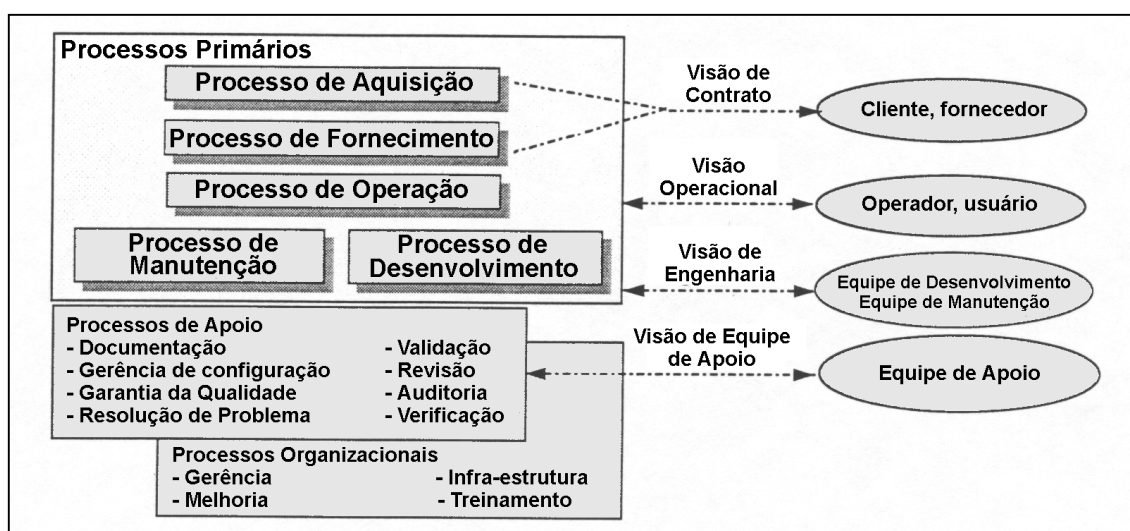 Processos Primários
Processo de Aquisição
Processo de Fornecimento
Processo de Operação
Processo de
Manutenção
Processo de
Desenvolvimento
Visão de
Contrato
Cliente, fornecedor
Visão
Operacional
Operador, usuário
Visão de
Engenharia
Equipe de Desenvolvimento
Equipe de Manutenção
Visão de Equipe
de Apoio
Equipe de Apoio
Processos de Apoio
- Documentação
- Gerência de configuração
- Garantia da Qualidade
- Resolução de Problema
- Validação
- Revisão
- Auditoria
- Verificação
Processos Organizacionais
- Gerência
- Melhoria
- Infra-estrutura
- Treinamento